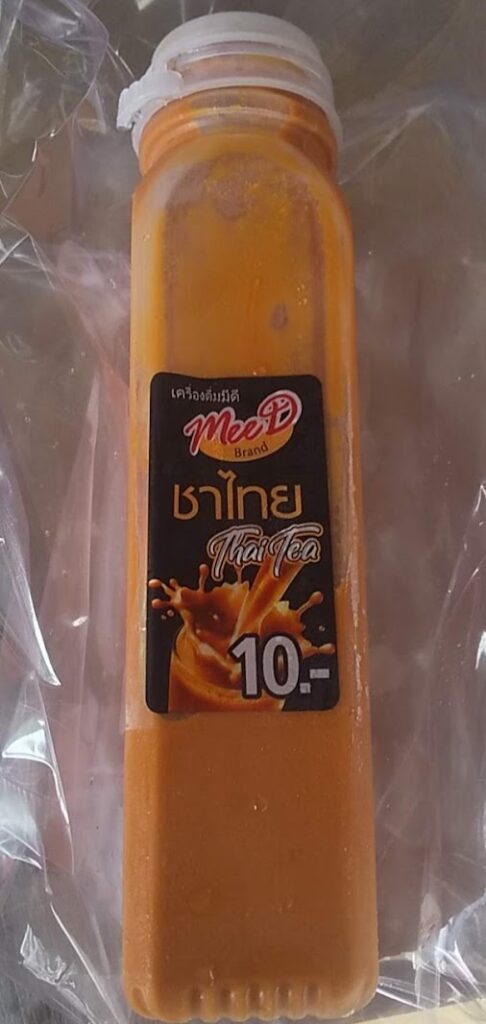 เครื่องดื่มมีดี
MeeD
Brand
ชาไทย
Thai Tea
10.-